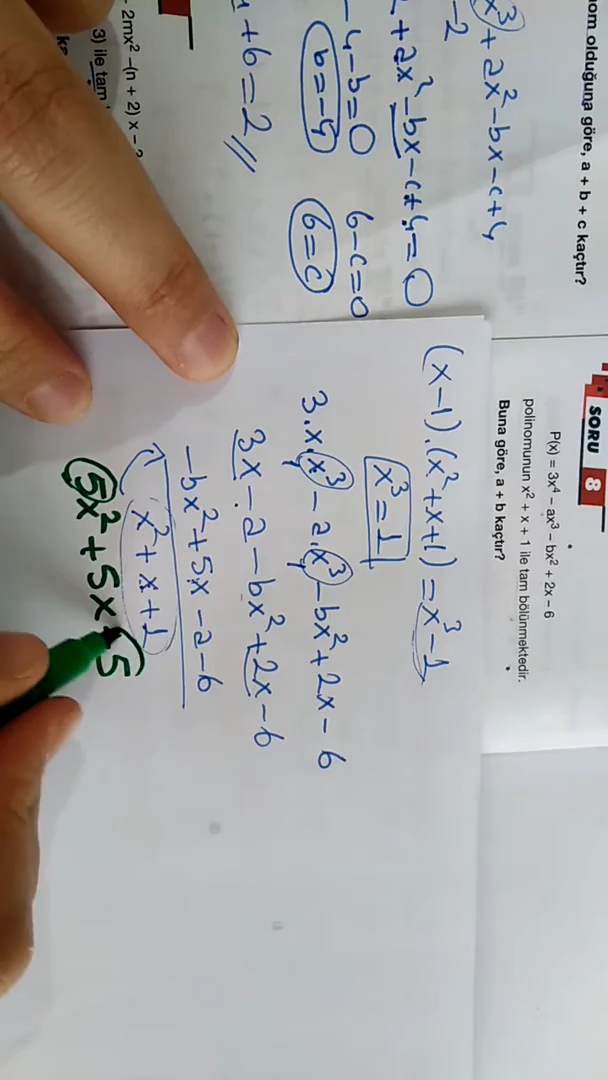 nom olduğuna göre, a + b + c kaçtır?
x³ + 2x² - bx - c + 4
-2
+ 2x² - bx - c + 4 = 0
-4 - b = 0
b = -4
6 - c = 0
6 = c
+ 6 = 2 //
- 2mx² - (n + 2) x -
3) ile tam
SORU 8
P(x) = 3x⁴ – ax³ – bx² + 2x – 6
polinomunun x² + x + 1 ile tam bölünmektedir.
Buna göre, a + b kaçtır?
(x-1).(x²+x+1) = x³-1
x³ = 1
3.x.x³ - a.x³ - bx² + 2x - 6
3x - a - bx² + 2x - 6
-bx² + 5x - a - 6
x² + x + 1
5x² + 5x + 5